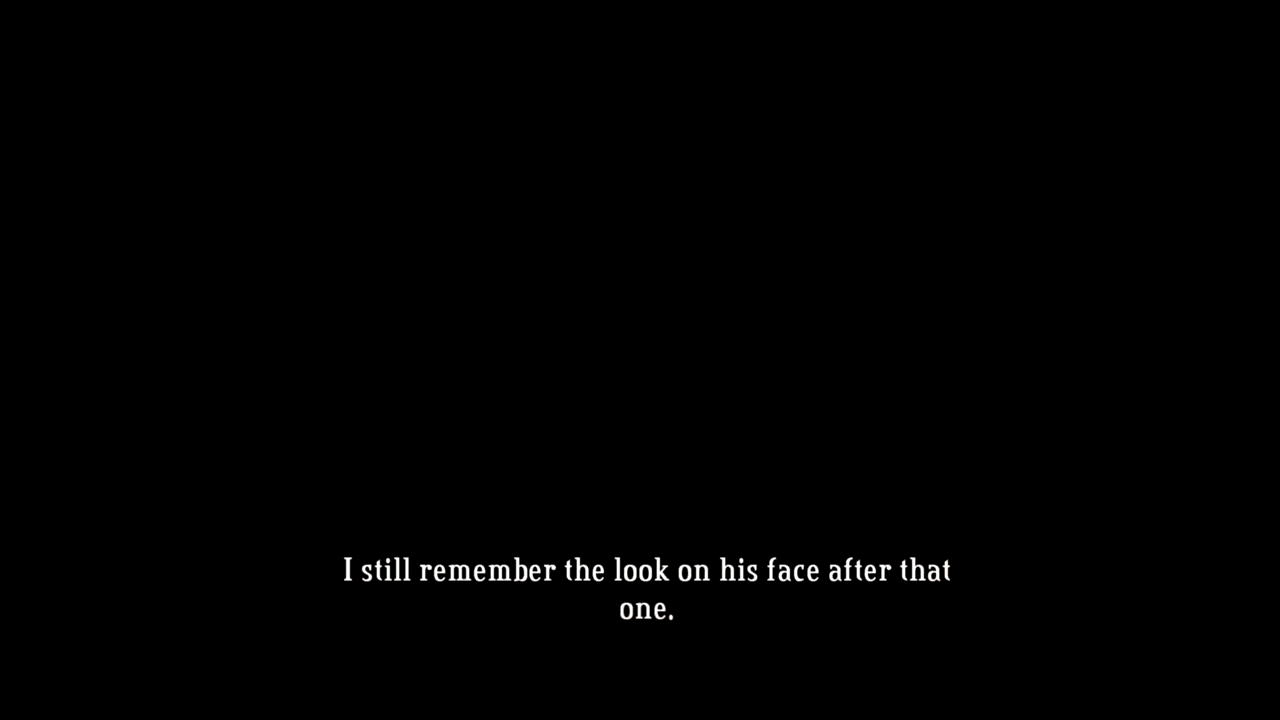 I still remember the look on his face after that
one.